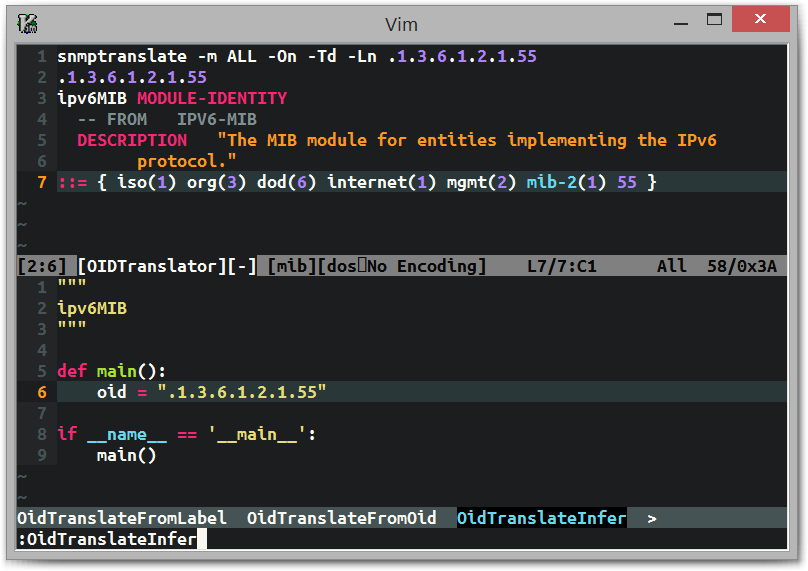 Vim
1 snmptranslate -m ALL -On -Td -Ln .1.3.6.1.2.1.55
2 .1.3.6.1.2.1.55
3 ipv6MIB MODULE-IDENTITY
4   -- FROM   IPV6-MIB
5   DESCRIPTION   "The MIB module for entities implementing the IPv6
6         protocol."
7 ::= { iso(1) org(3) dod(6) internet(1) mgmt(2) mib-2(1) 55 }
~
~
~
[2:6] [OIDTranslator][-] [mib][dos▯No Encoding]    L7/7:C1      All  58/0x3A
1 """
2 ipv6MIB
3 """
4
5 def main():
6     oid = ".1.3.6.1.2.1.55"
7
8 if __name__ == '__main__':
9     main()
~
~
OidTranslateFromLabel  OidTranslateFromOid  OidTranslateInfer  >
:OidTranslateInfer